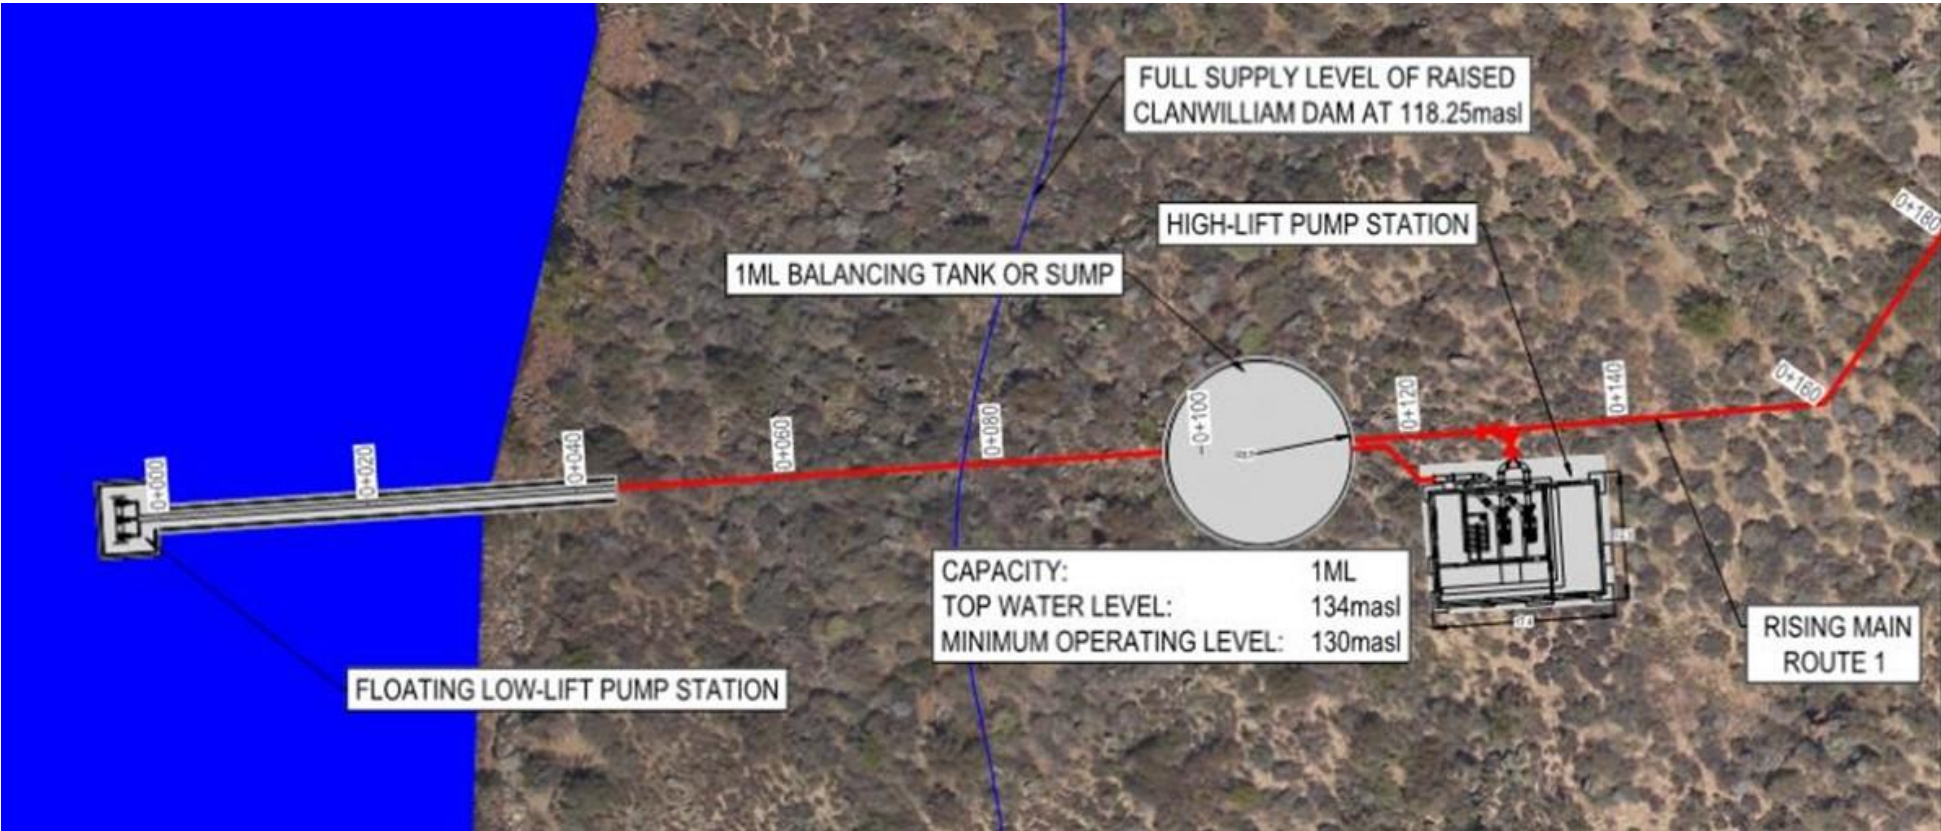 FULL SUPPLY LEVEL OF RAISED
CLANWILLIAM DAM AT 118.25masl
0+180
HIGH-LIFT PUMP STATION
1ML BALANCING TANK OR SUMP
0+000
0+020
0+040
0+060
0+080
0+100
0+120
0+140
0+160
CAPACITY: 1ML
TOP WATER LEVEL: 134masl
MINIMUM OPERATING LEVEL: 130masl
17.4
RISING MAIN
ROUTE 1
FLOATING LOW-LIFT PUMP STATION